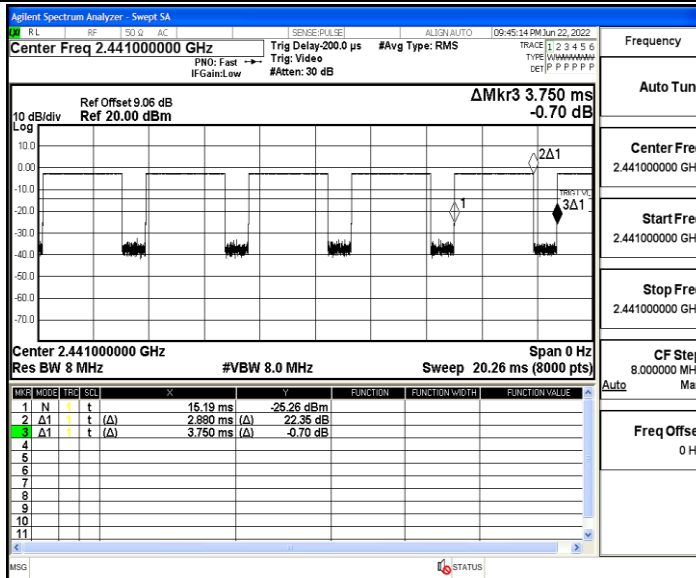 Agilent Spectrum Analyzer - Swept SA
RL RF 50 Ω AC SENSE:PULSE ALIGN AUTO 09:45:14 PM Jun 22, 2022
Center Freq 2.441000000 GHz
Trig Delay-200.0 µs #Avg Type: RMS
TRACE 1 2 3 4 5 6
PNO: Fast Trig: Video
TYPE WWWWWW
IFGain:Low #Atten: 30 dB
DET P P P P P P
Frequency
Auto Tun
Center Fre
2.441000000 GH
Start Fre
2.441000000 GH
Stop Fre
2.441000000 GH
CF Step
8.000000 MH
Auto Ma
Freq Offse
0 H
ΔMkr3 3.750 ms
-0.70 dB
Ref Offset 9.06 dB
10 dB/div Ref 20.00 dBm
Log
10.0
0.00
-10.0
-20.0
-30.0
-40.0
-50.0
-60.0
-70.0
2Δ1
TRIG LVL
1
3Δ1
Center 2.441000000 GHz Span 0 Hz
Res BW 8 MHz #VBW 8.0 MHz Sweep 20.26 ms (8000 pts)
MKR MODE TRC SCL X Y FUNCTION FUNCTION WIDTH FUNCTION VALUE
1 N 1 t 15.19 ms -25.26 dBm
2 Δ1 1 t (Δ) 2.880 ms (Δ) 22.35 dB
3 Δ1 1 t (Δ) 3.750 ms (Δ) -0.70 dB
4
5
6
7
8
9
10
11
MSG STATUS